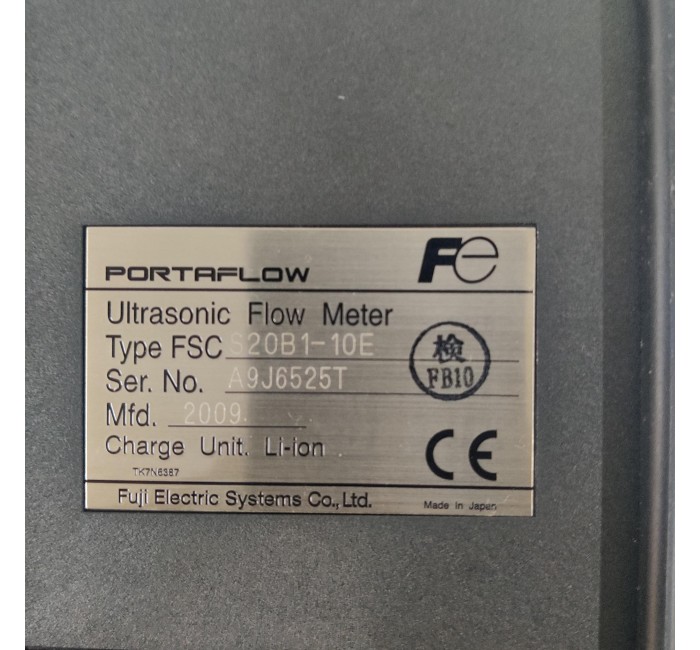 PORTAFLOW
Fe
Ultrasonic Flow Meter
Type FSC S20B1-10E
検
FB10
Ser. No. A9J6525T
Mfd. 2009.
Charge Unit. Li-ion
CE
TK7N6387
Fuji Electric Systems Co., Ltd.
Made in Japan